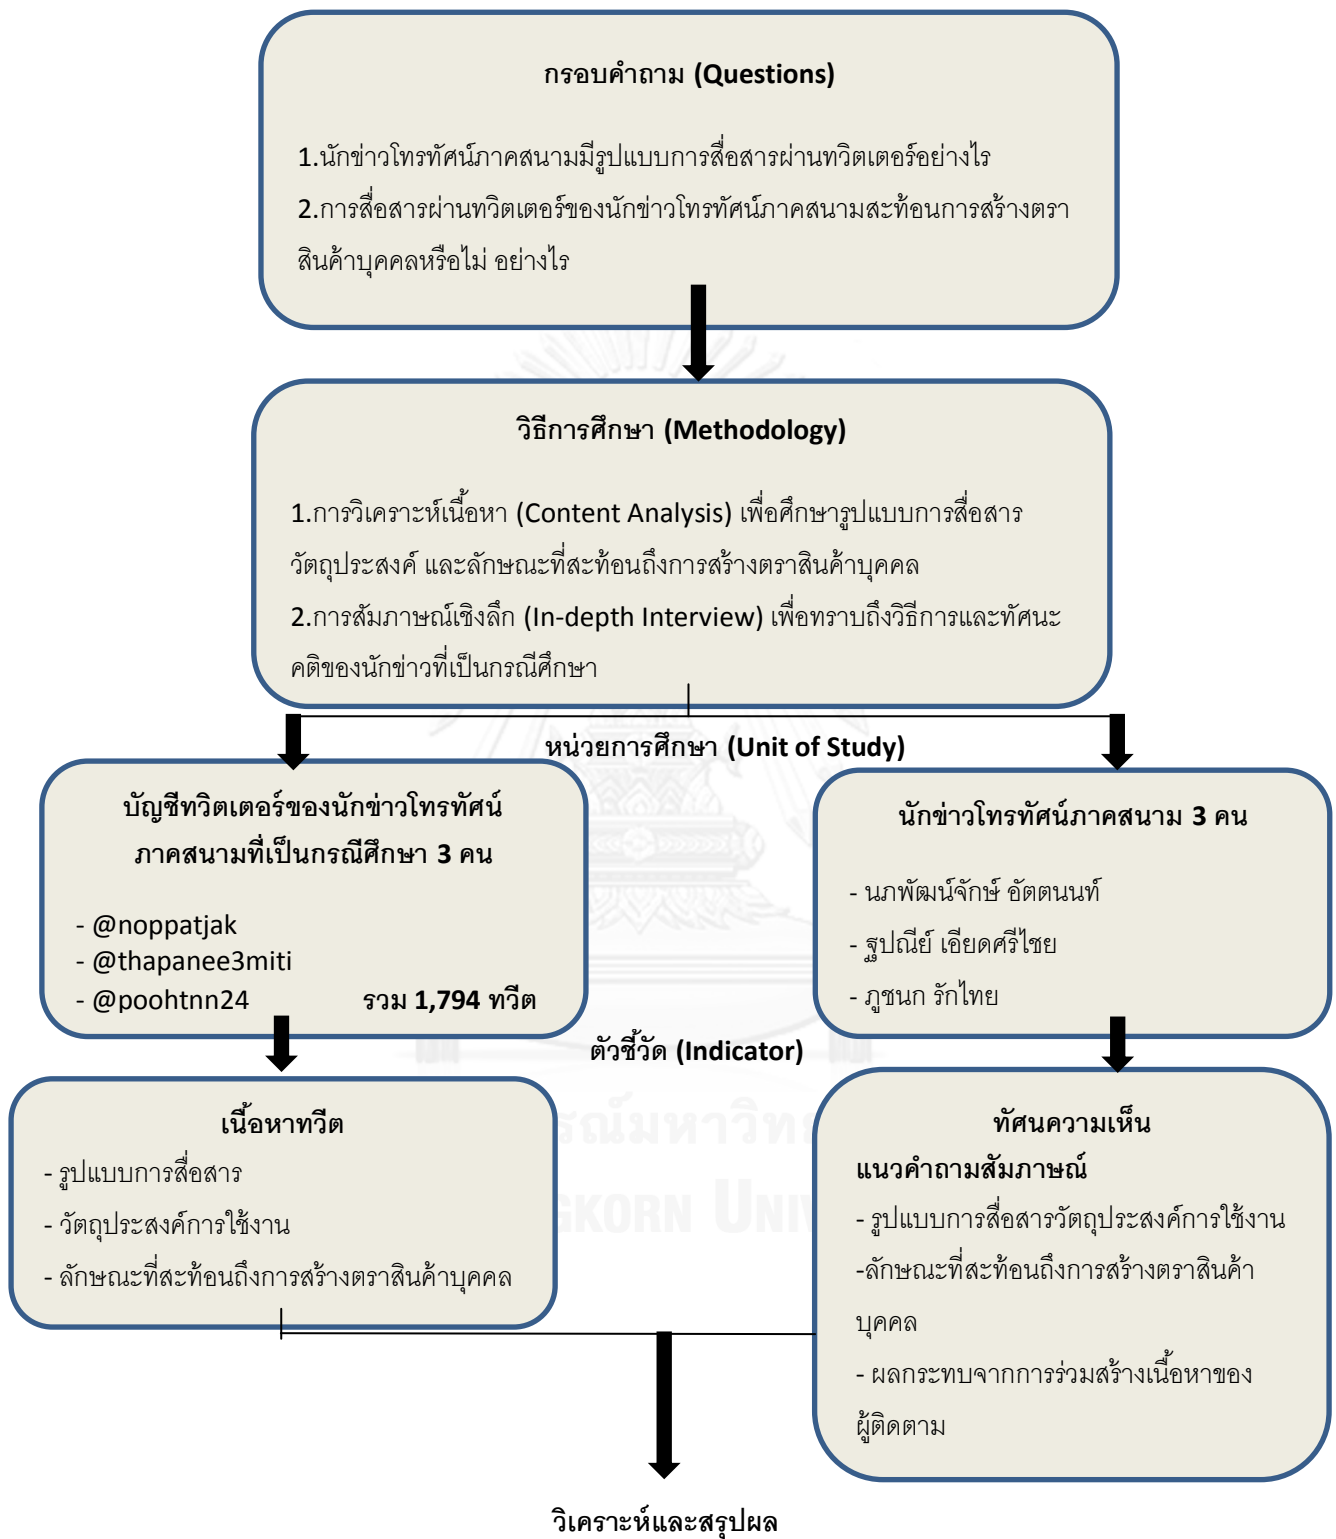 กรอบคำถาม (Questions)
1.นักข่าวโทรทัศน์ภาคสนามมีรูปแบบการสื่อสารผ่านทวิตเตอร์อย่างไร
2.การสื่อสารผ่านทวิตเตอร์ของนักข่าวโทรทัศน์ภาคสนามสะท้อนการสร้างตรา
สินค้าบุคคลหรือไม่ อย่างไร
วิธีการศึกษา (Methodology)
1.การวิเคราะห์เนื้อหา (Content Analysis) เพื่อศึกษารูปแบบการสื่อสาร
วัตถุประสงค์ และลักษณะที่สะท้อนถึงการสร้างตราสินค้าบุคคล
2.การสัมภาษณ์เชิงลึก (In-depth Interview) เพื่อทราบถึงวิธีการและทัศนะ
คติของนักข่าวที่เป็นกรณีศึกษา
หน่วยการศึกษา (Unit of Study)
บัญชีทวิตเตอร์ของนักข่าวโทรทัศน์
ภาคสนามที่เป็นกรณีศึกษา 3 คน
- @noppatjak
- @thapanee3miti
- @poohtnn24 รวม 1,794 ทวีต
นักข่าวโทรทัศน์ภาคสนาม 3 คน
- นภพัฒน์จักษ์ อัตตนนท์
- ฐปณีย์ เอียดศรีไชย
- ภูชนก รักไทย
ตัวชี้วัด (Indicator)
เนื้อหาทวีต
- รูปแบบการสื่อสาร
- วัตถุประสงค์การใช้งาน
- ลักษณะที่สะท้อนถึงการสร้างตราสินค้าบุคคล
ทัศนความเห็น
แนวคำถามสัมภาษณ์
- รูปแบบการสื่อสารวัตถุประสงค์การใช้งาน
-ลักษณะที่สะท้อนถึงการสร้างตราสินค้า
บุคคล
- ผลกระทบจากการร่วมสร้างเนื้อหาของ
ผู้ติดตาม
วิเคราะห์และสรุปผล